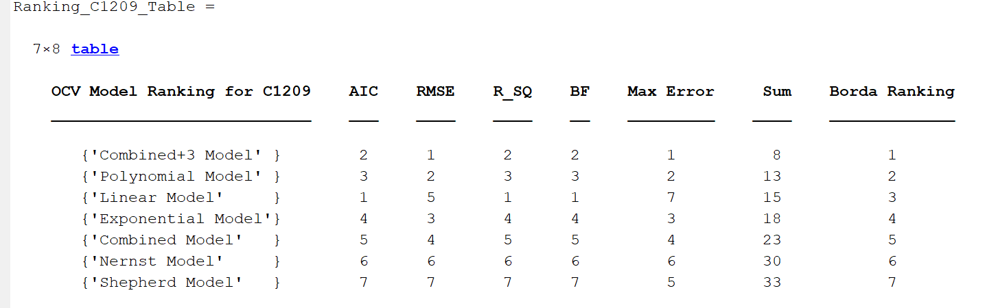 Ranking_C1209_Table =
7×8 table
OCV Model Ranking for C1209 AIC RMSE R_SQ BF Max Error Sum Borda Ranking
{'Combined+3 Model' } 2 1 2 2 1 8 1
{'Polynomial Model' } 3 2 3 3 2 13 2
{'Linear Model' } 1 5 1 1 7 15 3
{'Exponential Model'} 4 3 4 4 3 18 4
{'Combined Model' } 5 4 5 5 4 23 5
{'Nernst Model' } 6 6 6 6 6 30 6
{'Shepherd Model' } 7 7 7 7 5 33 7